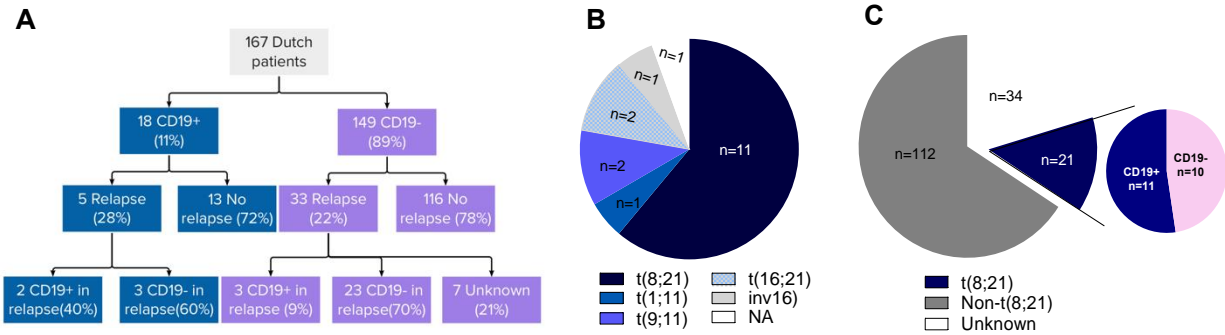 A
167 Dutch
patients
18 CD19+
(11%)
149 CD19-
(89%)
5 Relapse
(28%)
13 No
relapse (72%)
33 Relapse
(22%)
116 No
relapse (78%)
2 CD19+ in
relapse(40%)
3 CD19- in
relapse(60%)
3 CD19+ in
relapse (9%)
23 CD19- in
relapse(70%)
7 Unknown
(21%)
B
n=1
n=1
n=2
n=2
n=1
n=11
t(8;21)
t(1;11)
t(9;11)
t(16;21)
inv16)
NA
C
n=34
n=112
n=21
CD19+
n=11
CD19-
n=10
t(8;21)
Non-t(8;21)
Unknown